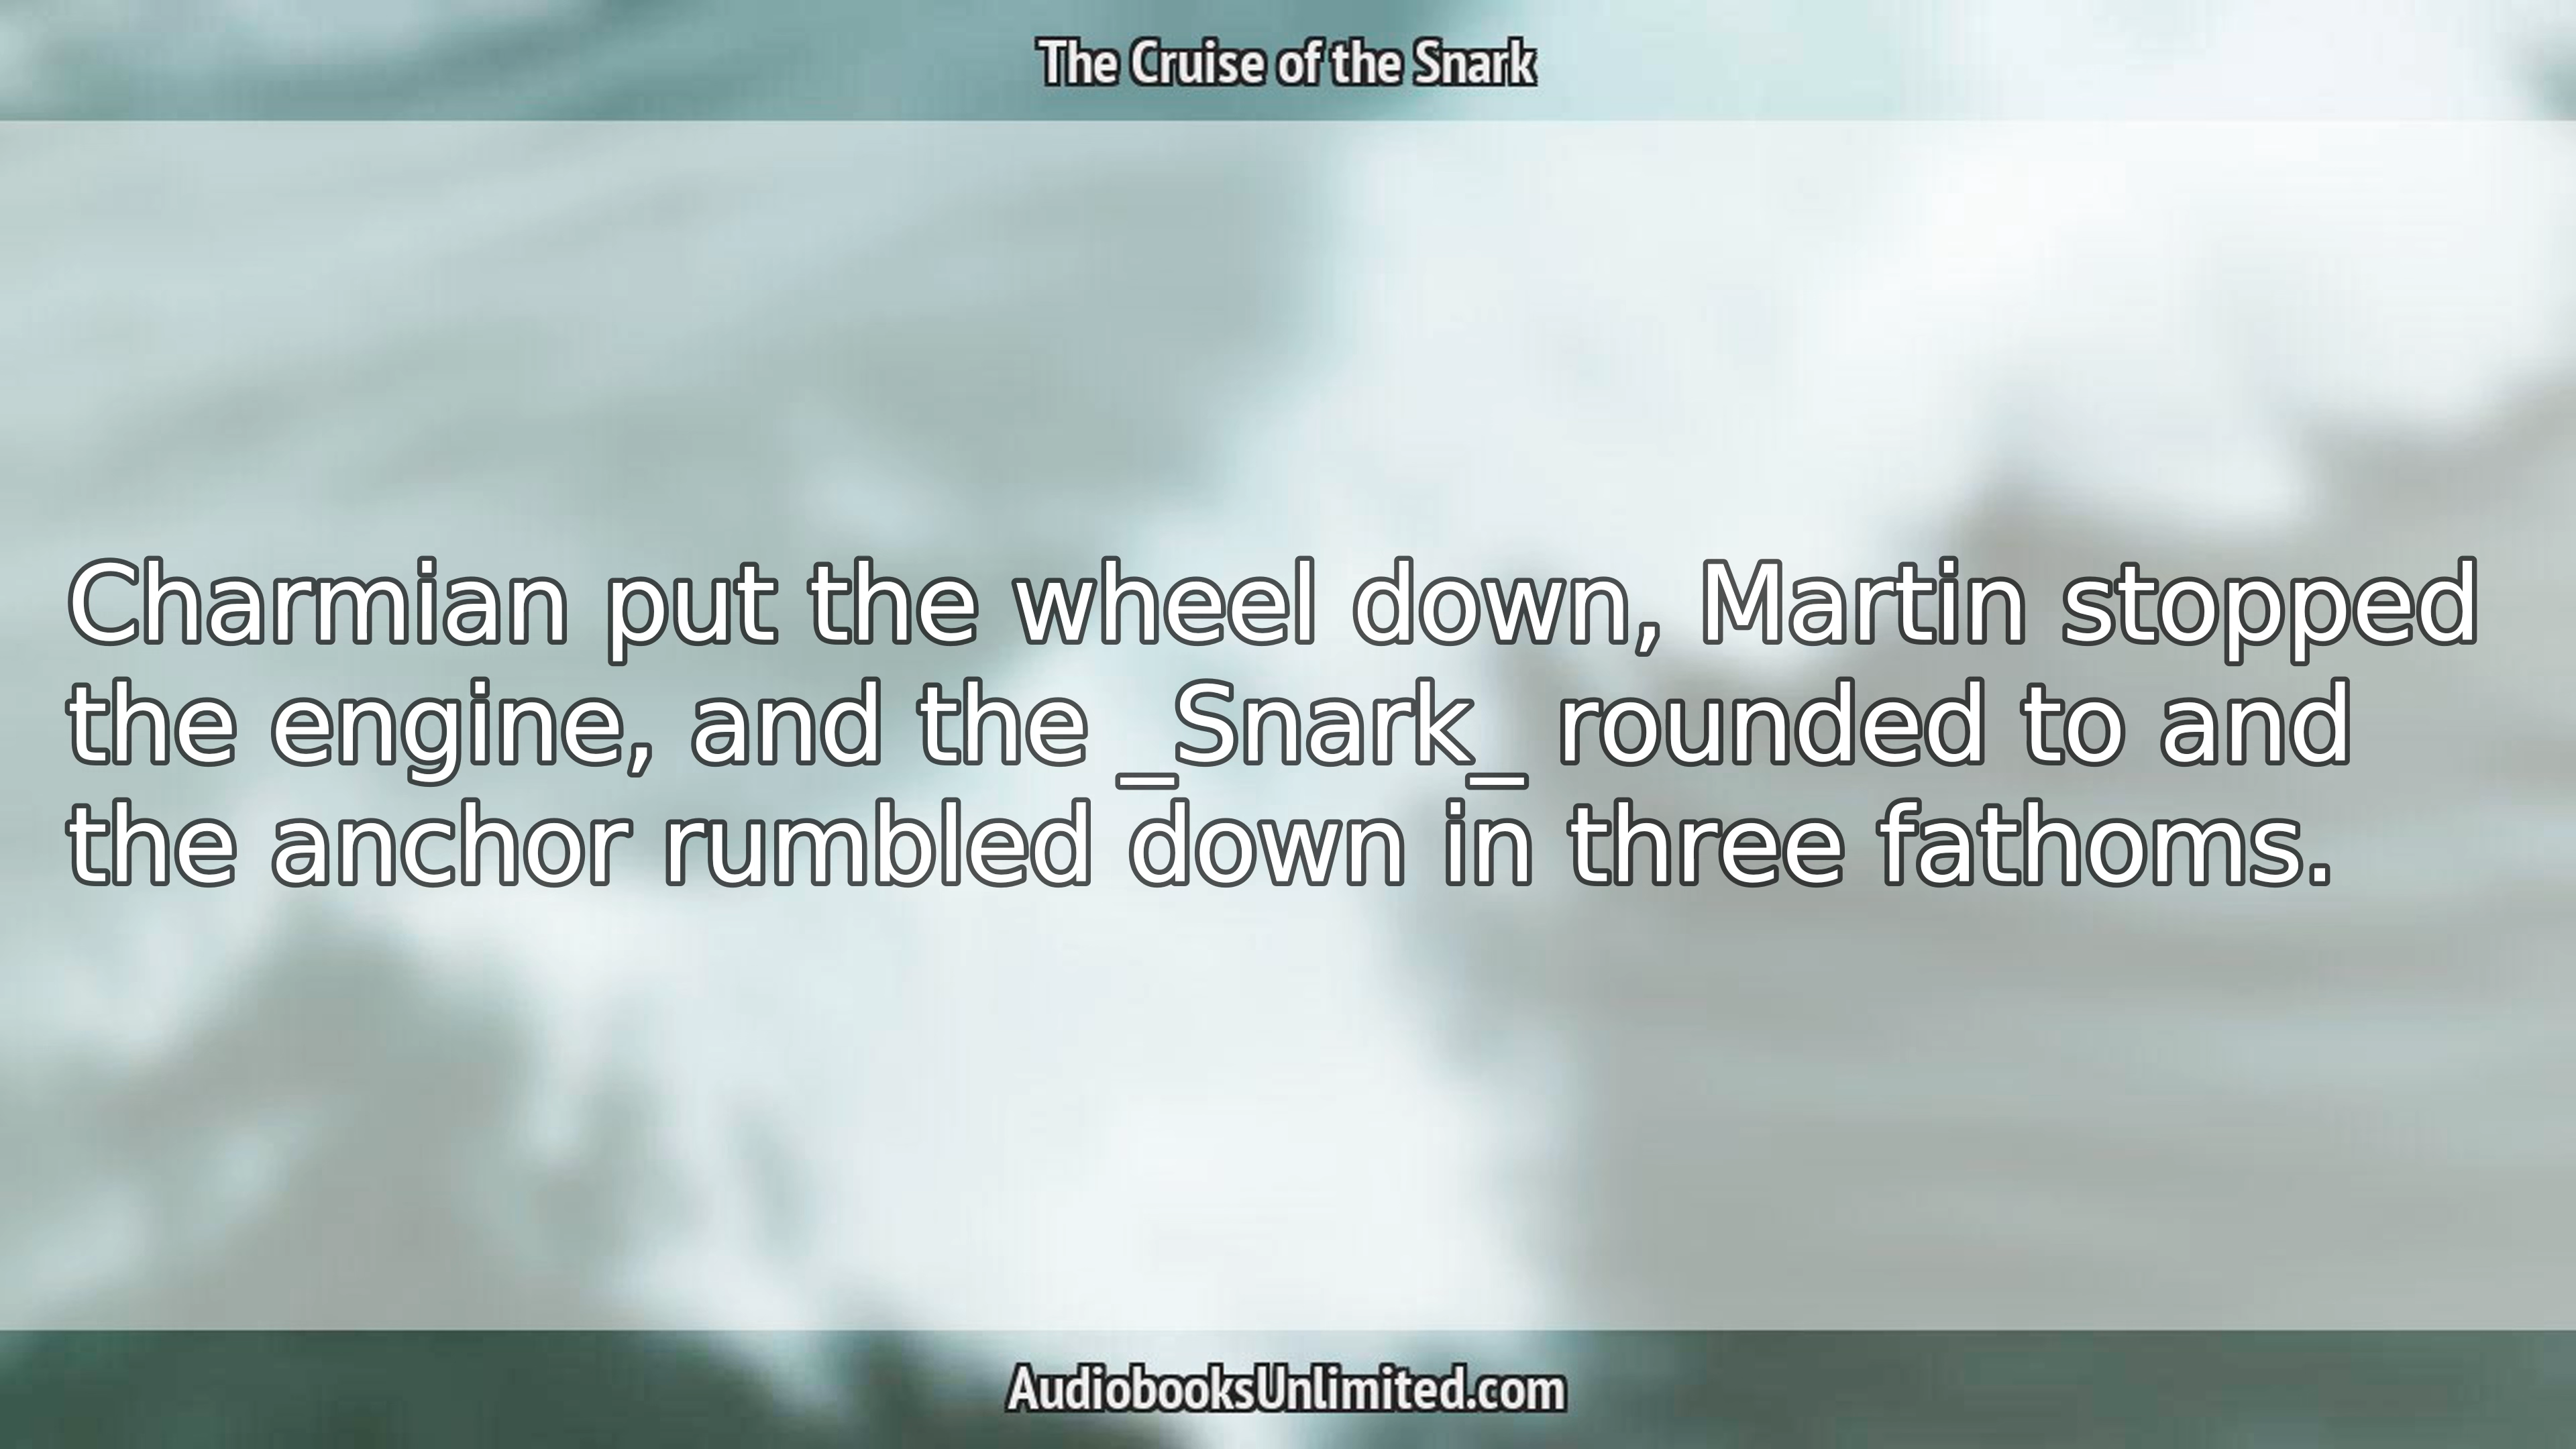 The Cruise of the Snark
Charmian put the wheel down, Martin stopped
the engine, and the _Snark_ rounded to and
the anchor rumbled down in three fathoms.
AudiobooksUnlimited.com